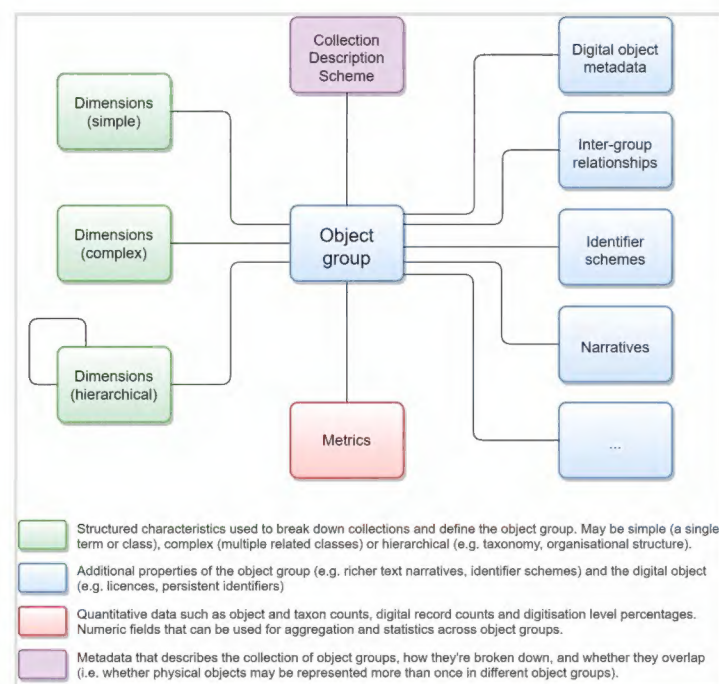 Collection
Description
Scheme
Digital object
metadata
Dimensions
(simple)
Inter-group
relationships
Dimensions
(complex)
Object
group
Identifier
schemes
Dimensions
(hierarchical)
Narratives
Metrics
...
Structured characteristics used to break down collections and define the object group. May be simple (a single
term or class), complex (multiple related classes) or hierarchical (e.g. taxonomy, organisational structure).
Additional properties of the object group (e.g. richer text narratives, identifier schemes) and the digital object
(e.g. licences, persistent identifiers)
Quantitative data such as object and taxon counts, digital record counts and digitisation level percentages.
Numeric fields that can be used for aggregation and statistics across object groups.
Metadata that describes the collection of object groups, how they're broken down, and whether they overlap
(i.e. whether physical objects may be represented more than once in different object groups).